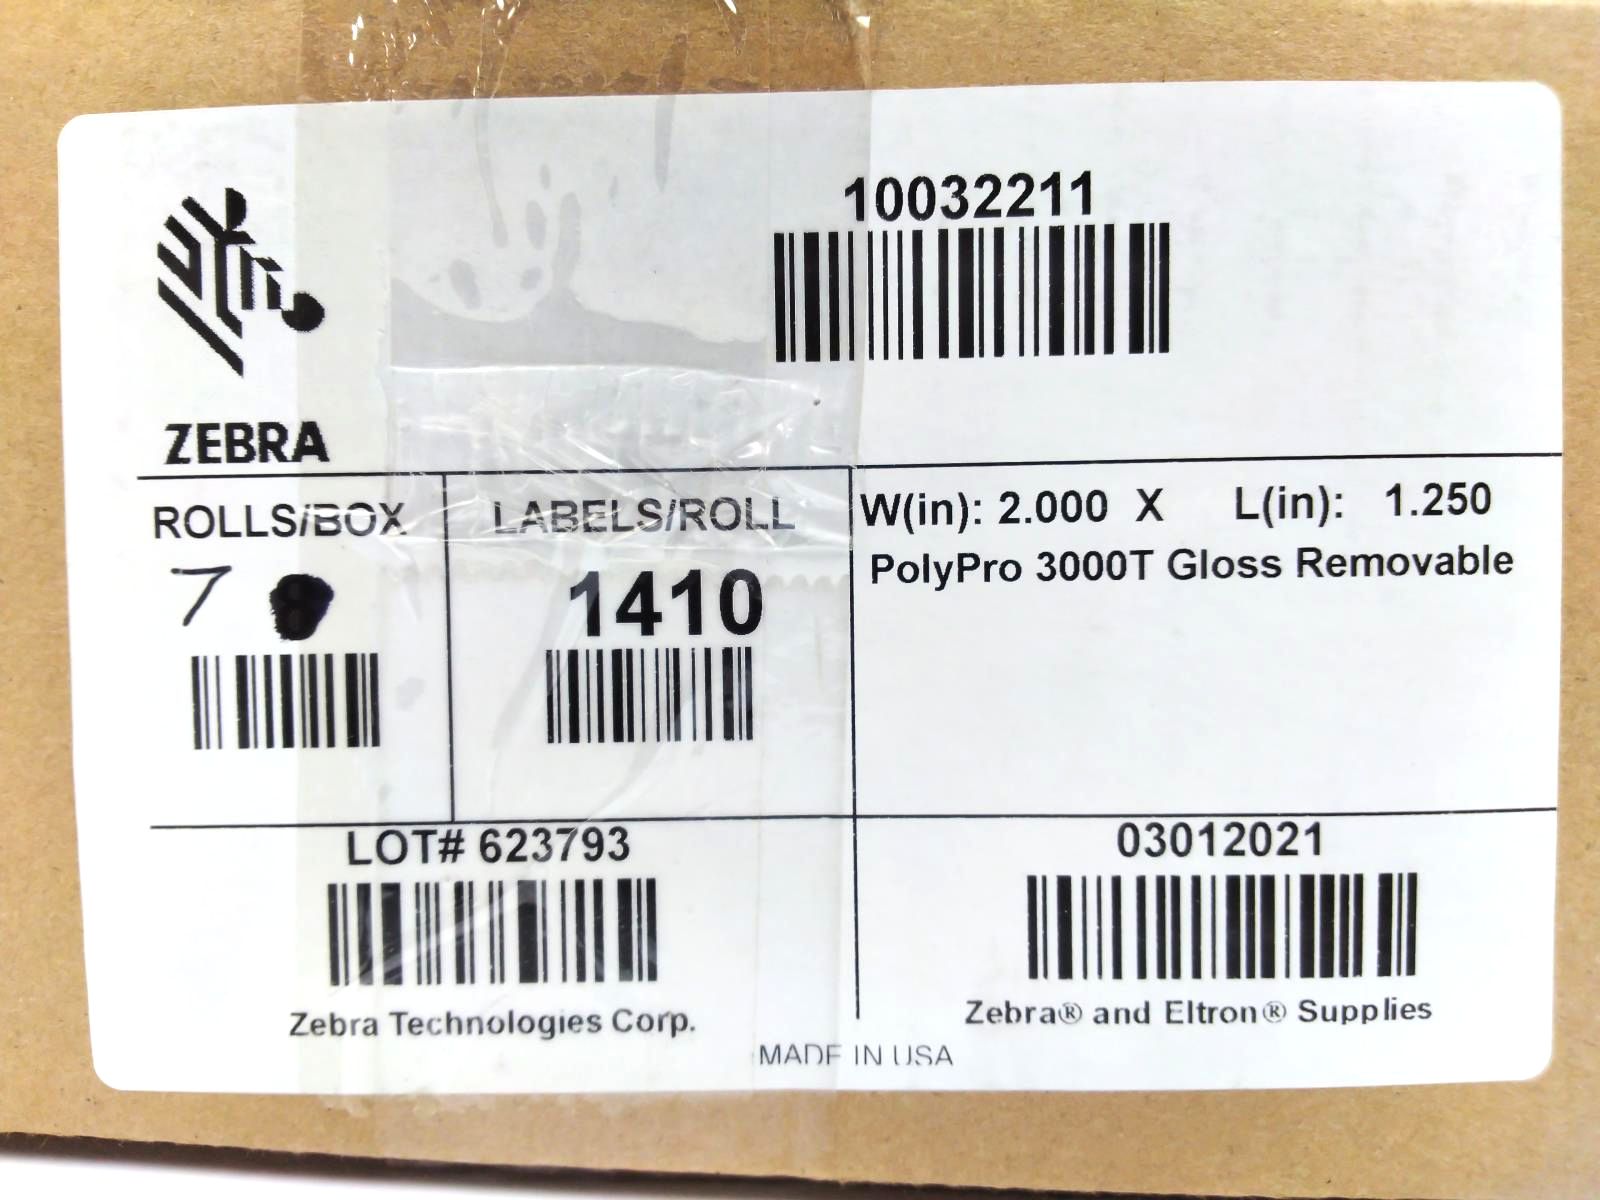 10032211
ZEBRA
ROLLS/BOX
7
LABELS/ROLL
1410
W(in): 2.000 X L(in): 1.250
PolyPro 3000T Gloss Removable
LOT# 623793
Zebra Technologies Corp.
03012021
Zebra® and Eltron® Supplies
MADE IN USA